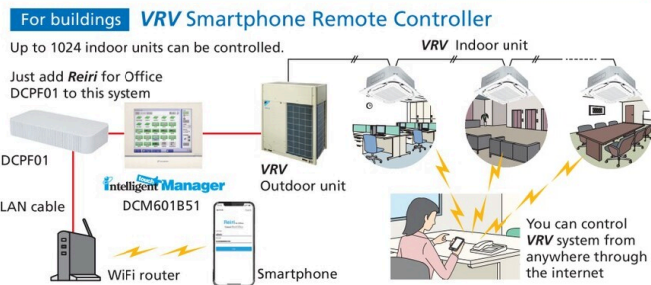 For buildings VRV Smartphone Remote Controller
Up to 1024 indoor units can be controlled.
VRV Indoor unit
Just add Reiri for Office
DCPF01 to this system
DCPF01
intelligent touch Manager
DCM601B51
VRV
Outdoor unit
LAN cable
WiFi router
Smartphone
You can control
VRV system from
anywhere through
the internet